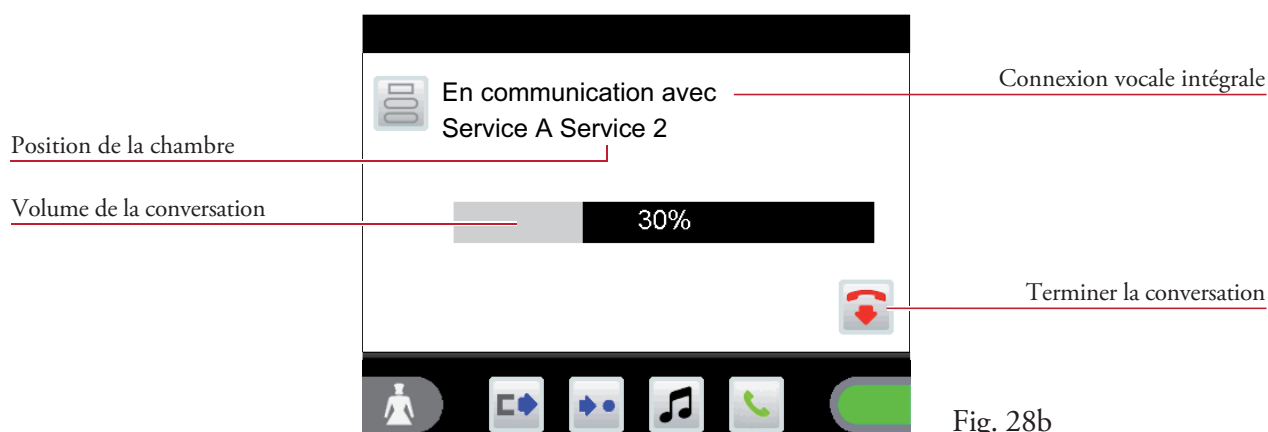 Connexion vocale intégrale
En communication avec
Service A Service 2
Position de la chambre
Volume de la conversation
30%
Terminer la conversation
Fig. 28b